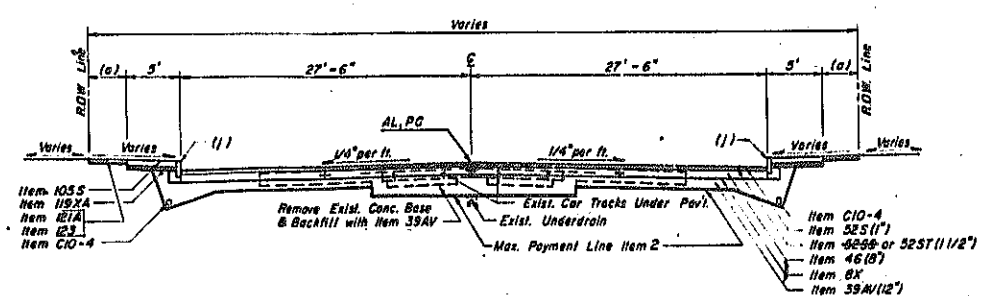 Varies
R.O.W. Line
(a)
5'
27' - 6"
℄
27' - 6"
5'
(a)
R.O.W. Line
(j)
AL, PG
(j)
Varies
Varies
1/4" per ft.
1/4" per ft.
Varies
Varies
Item 105S
Item 119XA
Item 121A
Item 123
Item C10-4
Remove Exist. Conc. Base
& Backfill with Item 39AV
Exist. Car Tracks Under Pav't.
Exist. Underdrain
Max. Payment Line Item 2
Item C10-4
Item 52S(1")
Item 52SS or 52ST(1 1/2")
Item 46(8")
Item 8X
Item 39AV(12")